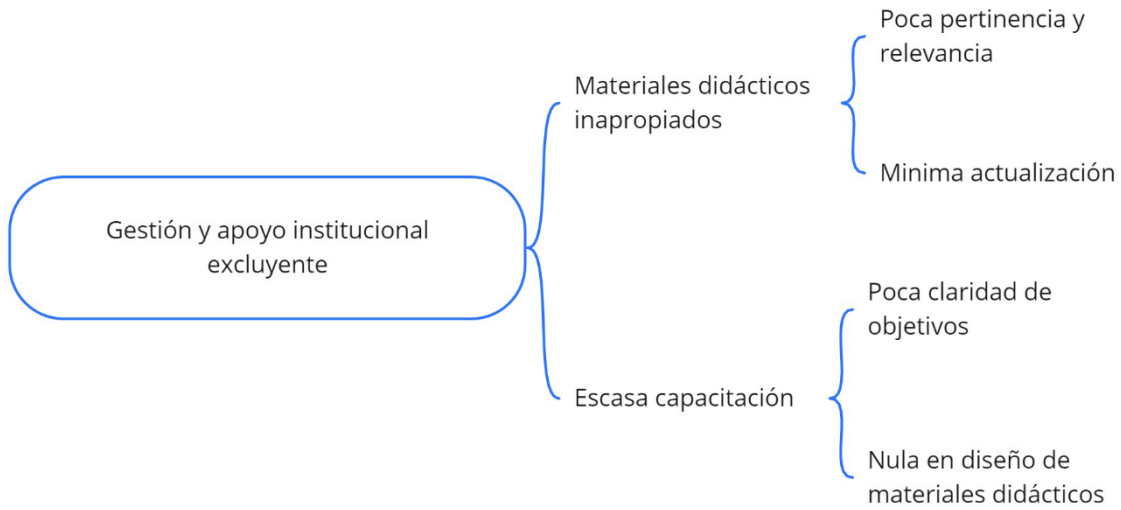 Gestión y apoyo institucional
excluyente
Materiales didácticos
inapropiados
Poca pertinencia y
relevancia
Minima actualización
Escasa capacitación
Poca claridad de
objetivos
Nula en diseño de
materiales didácticos